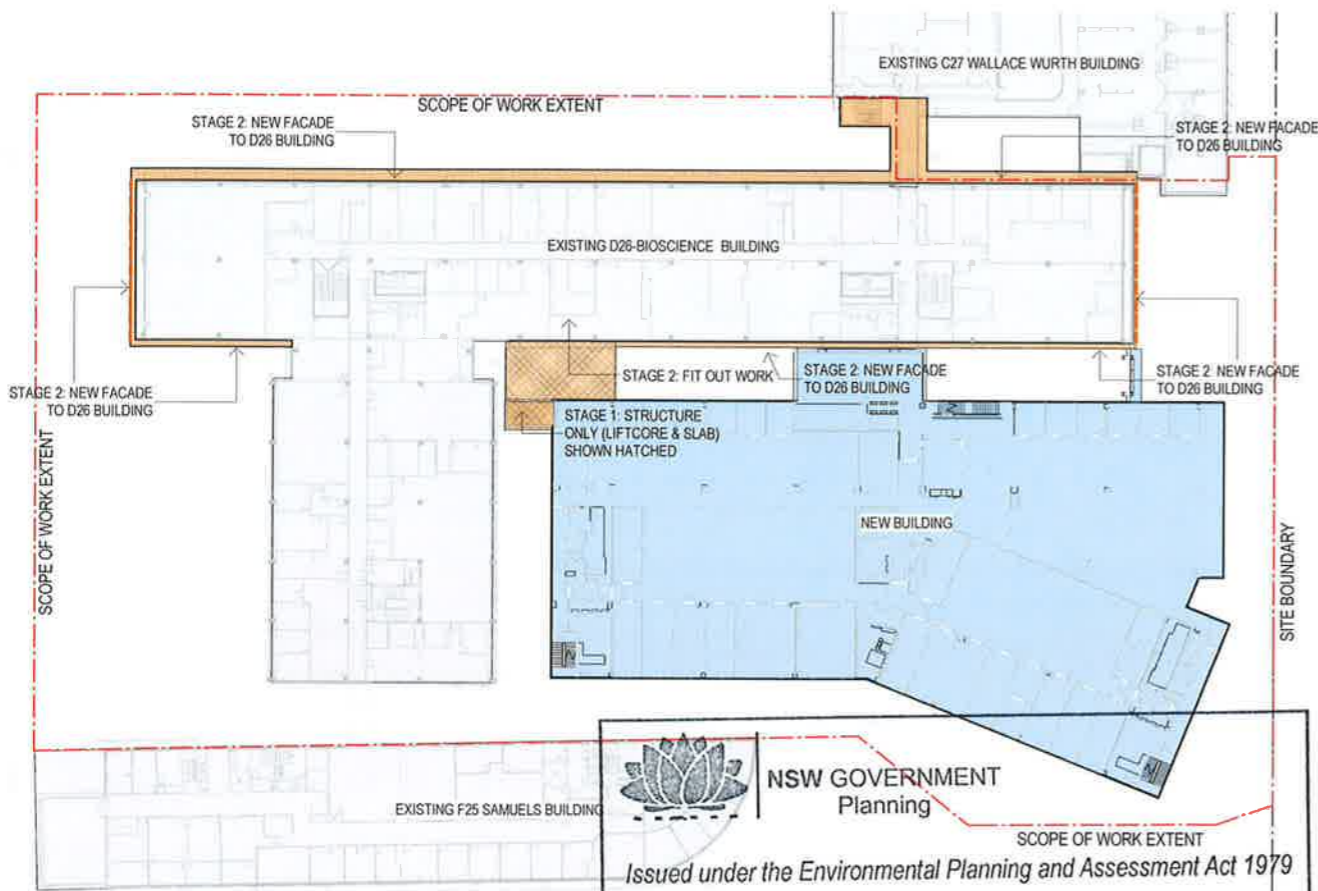 EXISTING C27 WALLACE WURTH BUILDING
SCOPE OF WORK EXTENT
STAGE 2: NEW FACADE
TO D26 BUILDING
STAGE 2: NEW FACADE
TO D26 BUILDING
EXISTING D26-BIOSCIENCE BUILDING
STAGE 2: NEW FACADE
TO D26 BUILDING
STAGE 2: FIT OUT WORK
STAGE 2: NEW FACADE
TO D26 BUILDING
STAGE 2: NEW FACADE
TO D26 BUILDING
STAGE 1: STRUCTURE
ONLY (LIFTCORE & SLAB)
SHOWN HATCHED
SCOPE OF WORK EXTENT
NEW BUILDING
SITE BOUNDARY
NSW GOVERNMENT
Planning
EXISTING F25 SAMUELS BUILDING
SCOPE OF WORK EXTENT
Issued under the Environmental Planning and Assessment Act 1979